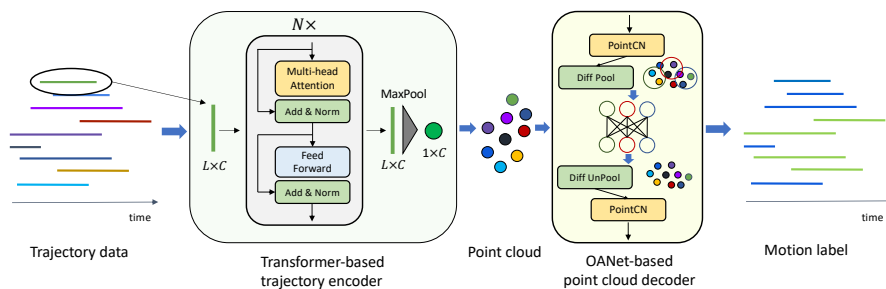 N×
Multi-head
Attention
Add & Norm
Feed
Forward
Add & Norm
L×C
MaxPool
L×C
1×C
PointCN
Diff Pool
Diff UnPool
PointCN
time
time
Trajectory data
Transformer-based
trajectory encoder
Point cloud
OANet-based
point cloud decoder
Motion label